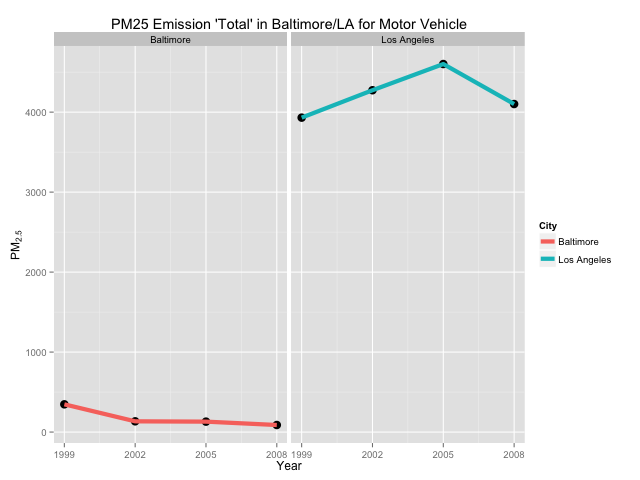 PM25 Emission 'Total' in Baltimore/LA for Motor Vehicle
Baltimore
Los Angeles
4000
3000
2000
1000
0
PM2.5
1999
2002
2005
2008
1999
2002
2005
2008
Year
City
Baltimore
Los Angeles